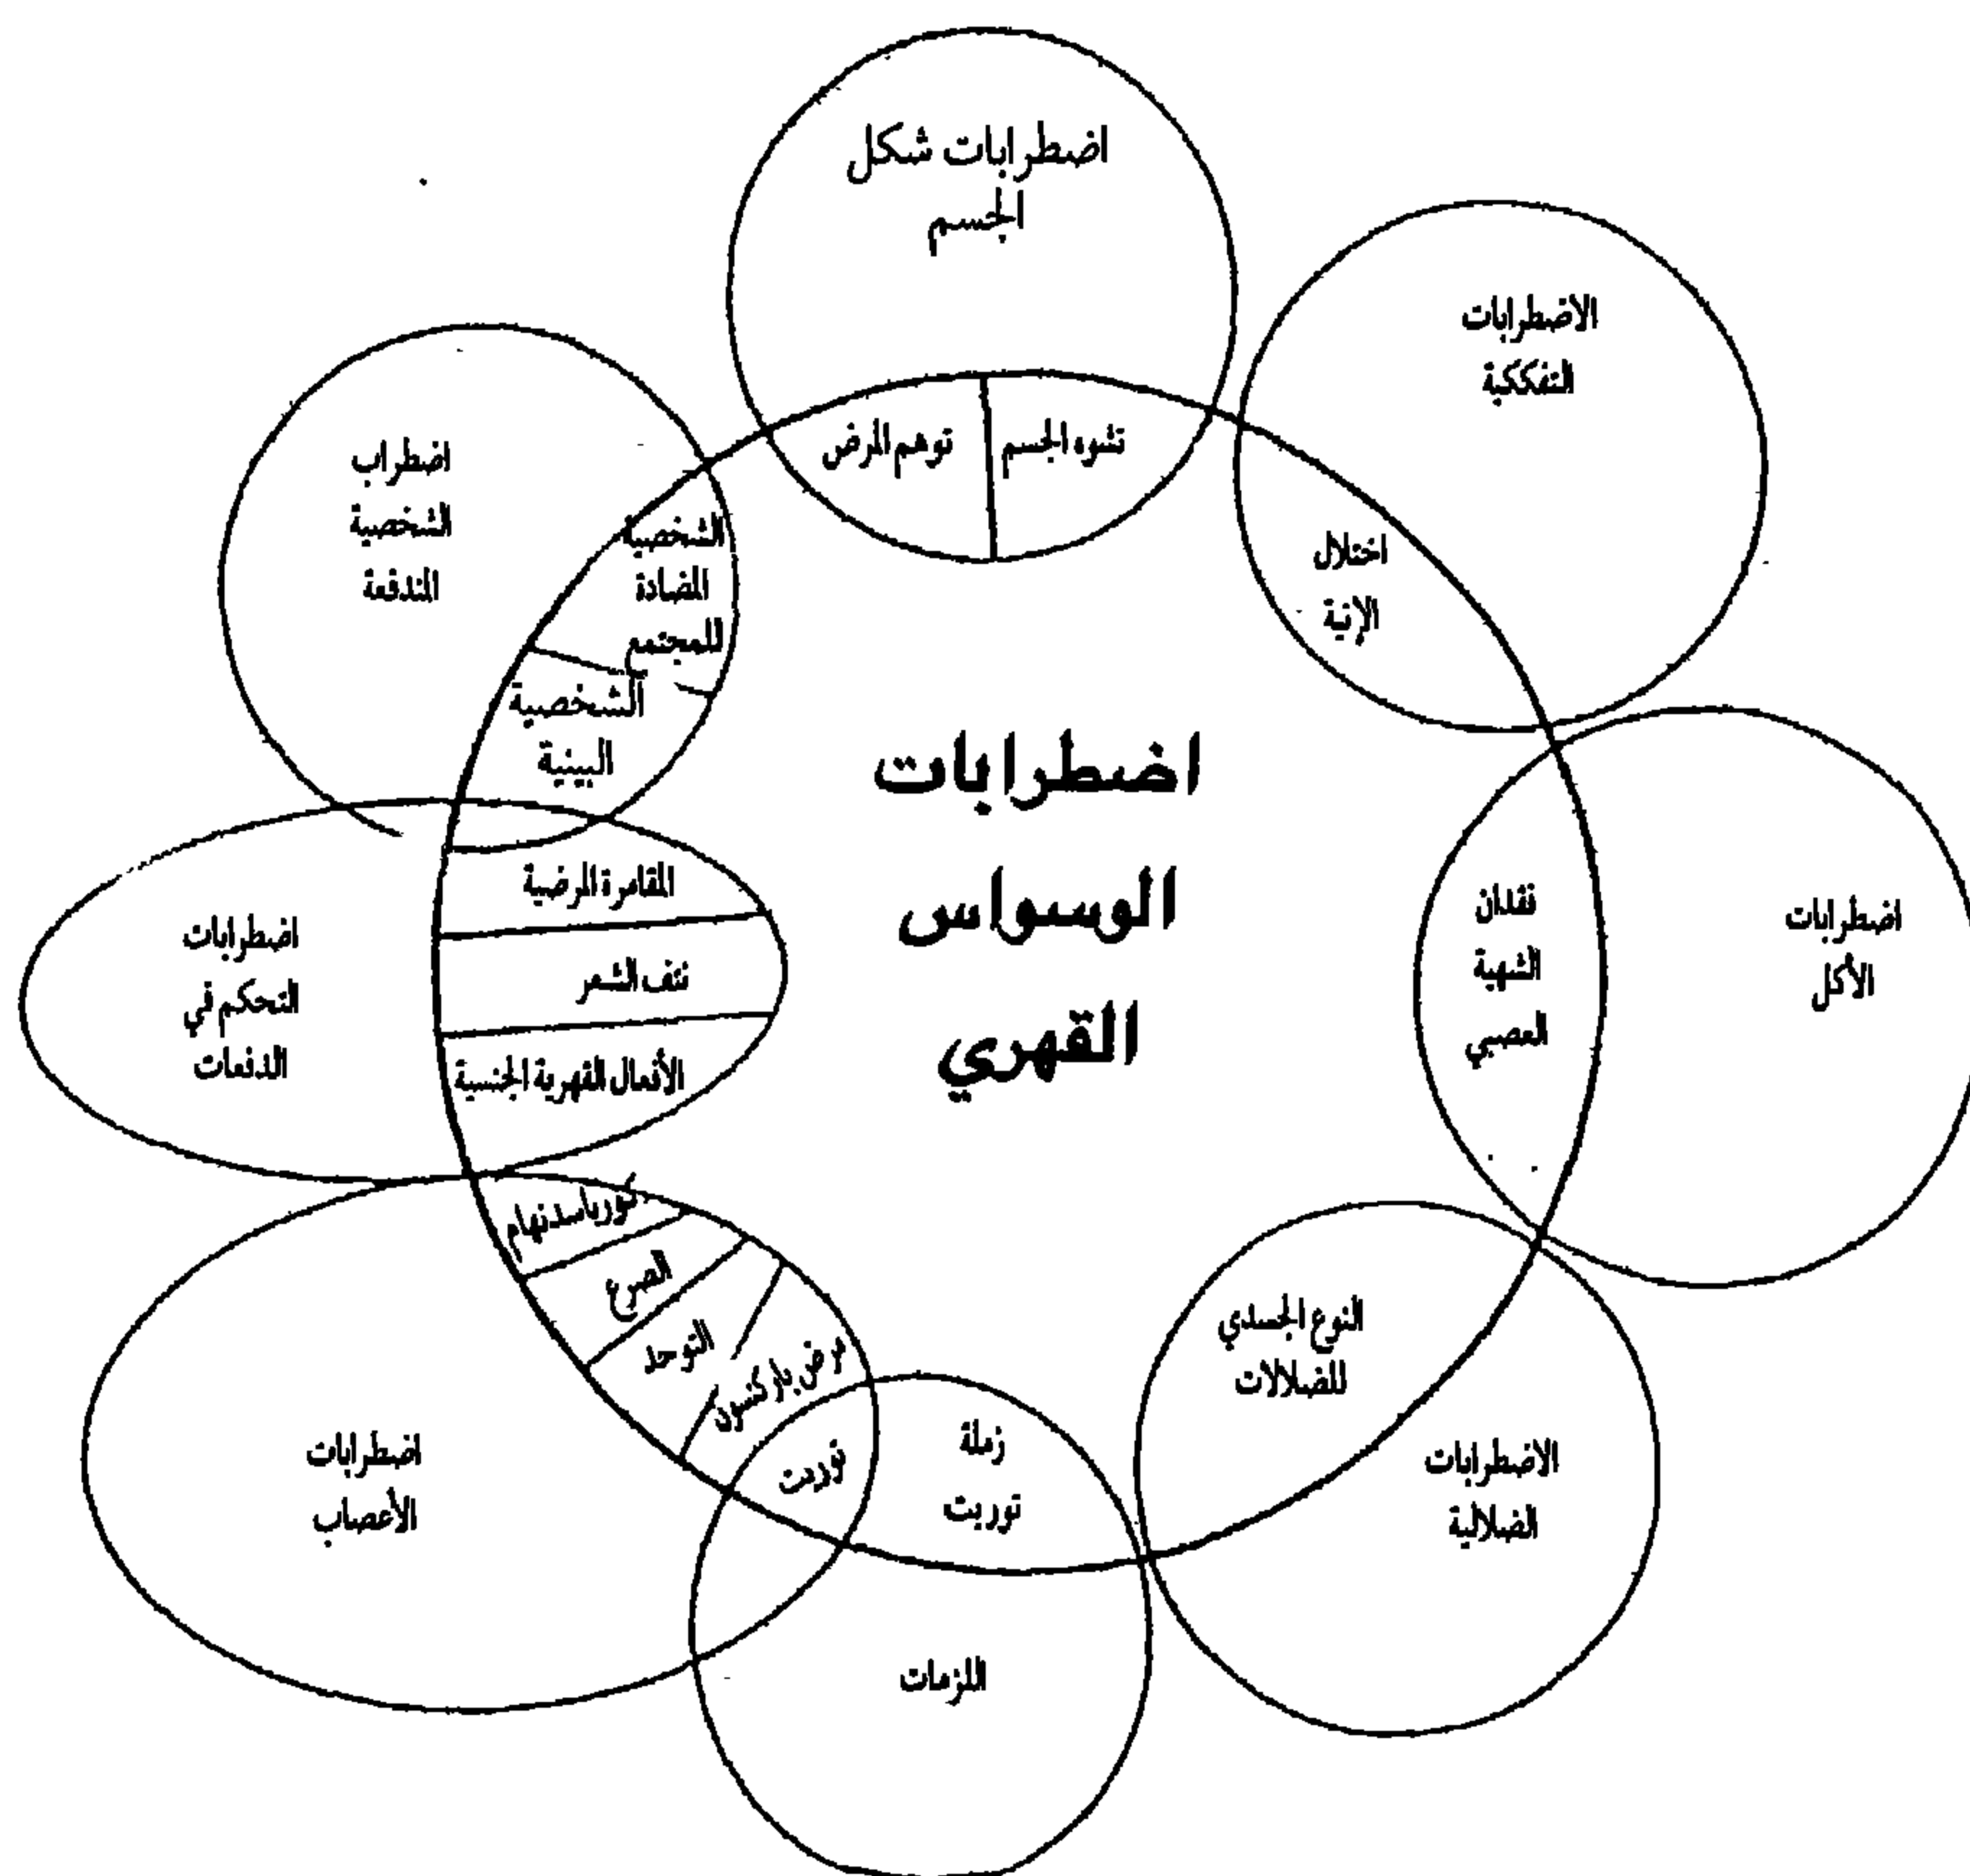 اضطرابات شكل
الجسم
توهم المرض
تشوه الجسم
الاضطرابات
التفككية
اختلال
الإنية
اضطراب
الشخصية
المندفعة
الشخصية
المضادة
للمجتمع
الشخصية
البينية
اضطرابات
الوسواس
القهري
اضطرابات
الأكل
فقدان
الشهية
العصبي
اضطرابات
التحكم في
الدفعات
المقامرة المرضية
نتف الشعر
الأفعال القهرية الجنسية
كوريا سدنهام
الصرع
التوحد
مرض باركنسون
اضطرابات
الأعصاب
زملة
توريت
اللزمات
النوع الجسدي
للضلالات
الاضطرابات
الضلالية